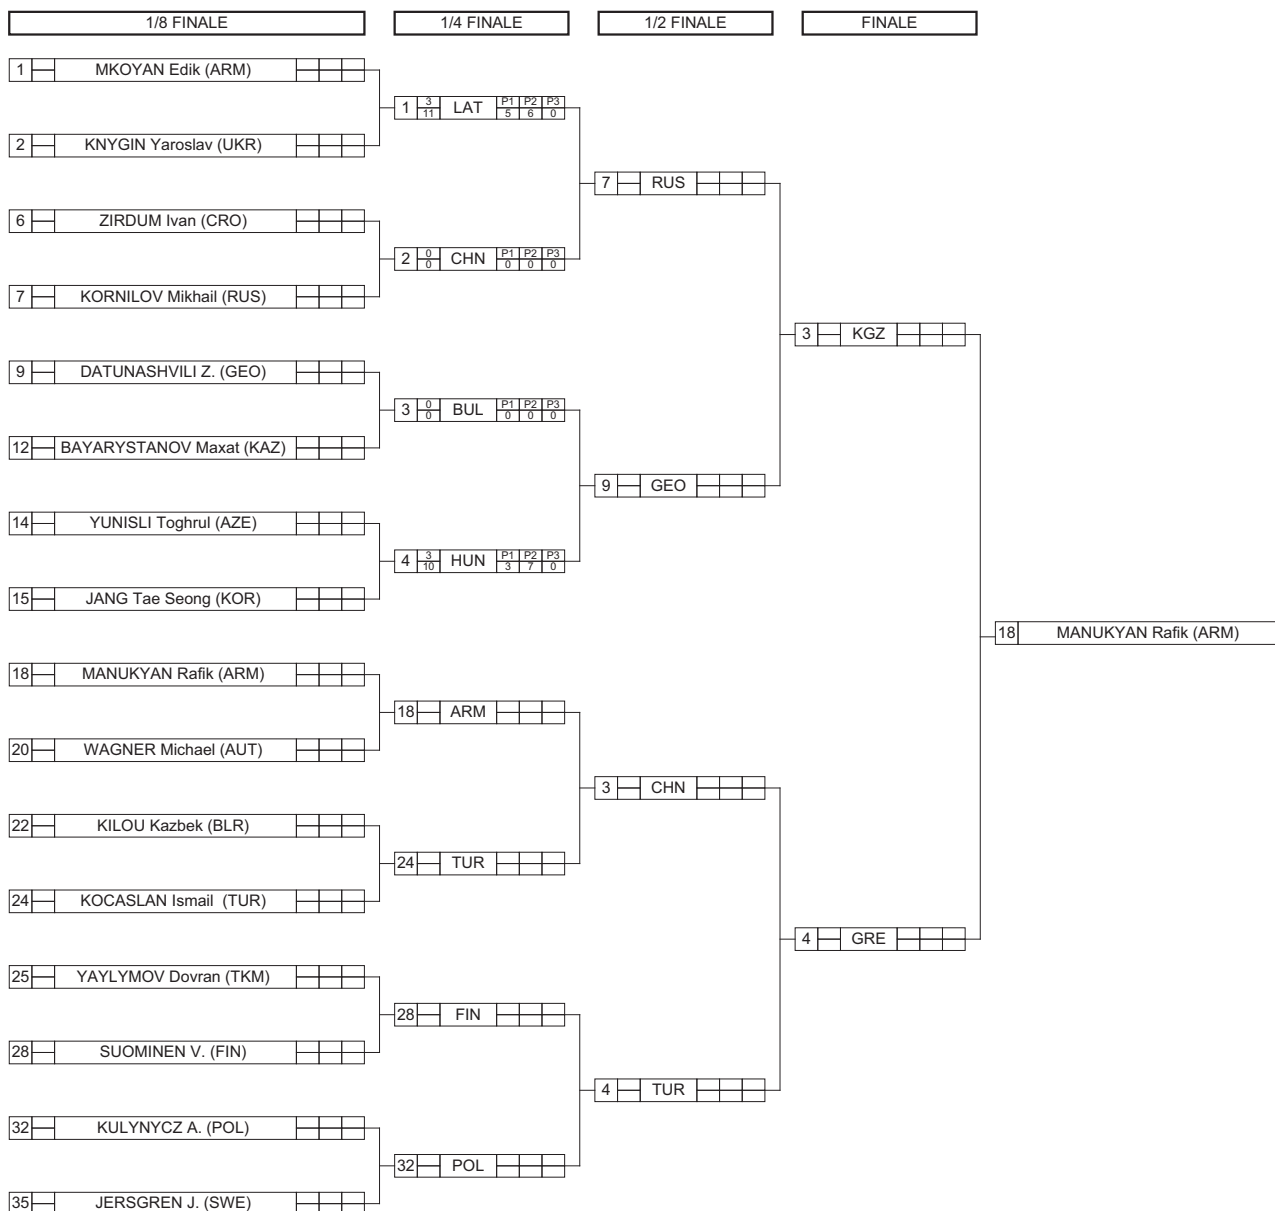 1/8 FINALE 1/4 FINALE 1/2 FINALE FINALE
1 MKOYAN Edik (ARM)
1 3 11 LAT P1 P2 P3 5 6 0
2 KNYGIN Yaroslav (UKR)
7 RUS
6 ZIRDUM Ivan (CRO)
2 0 0 CHN P1 P2 P3 0 0 0
7 KORNILOV Mikhail (RUS)
3 KGZ
9 DATUNASHVILI Z. (GEO)
3 0 0 BUL P1 P2 P3 0 0 0
12 BAYARYSTANOV Maxat (KAZ)
9 GEO
14 YUNISLI Toghrul (AZE)
4 3 10 HUN P1 P2 P3 3 7 0
15 JANG Tae Seong (KOR)
18 MANUKYAN Rafik (ARM)
18 MANUKYAN Rafik (ARM)
18 ARM
20 WAGNER Michael (AUT)
3 CHN
22 KILOU Kazbek (BLR)
24 TUR
24 KOCASLAN Ismail (TUR)
4 GRE
25 YAYLYMOV Dovran (TKM)
28 FIN
28 SUOMINEN V. (FIN)
4 TUR
32 KULYNYCZ A. (POL)
32 POL
35 JERSGREN J. (SWE)